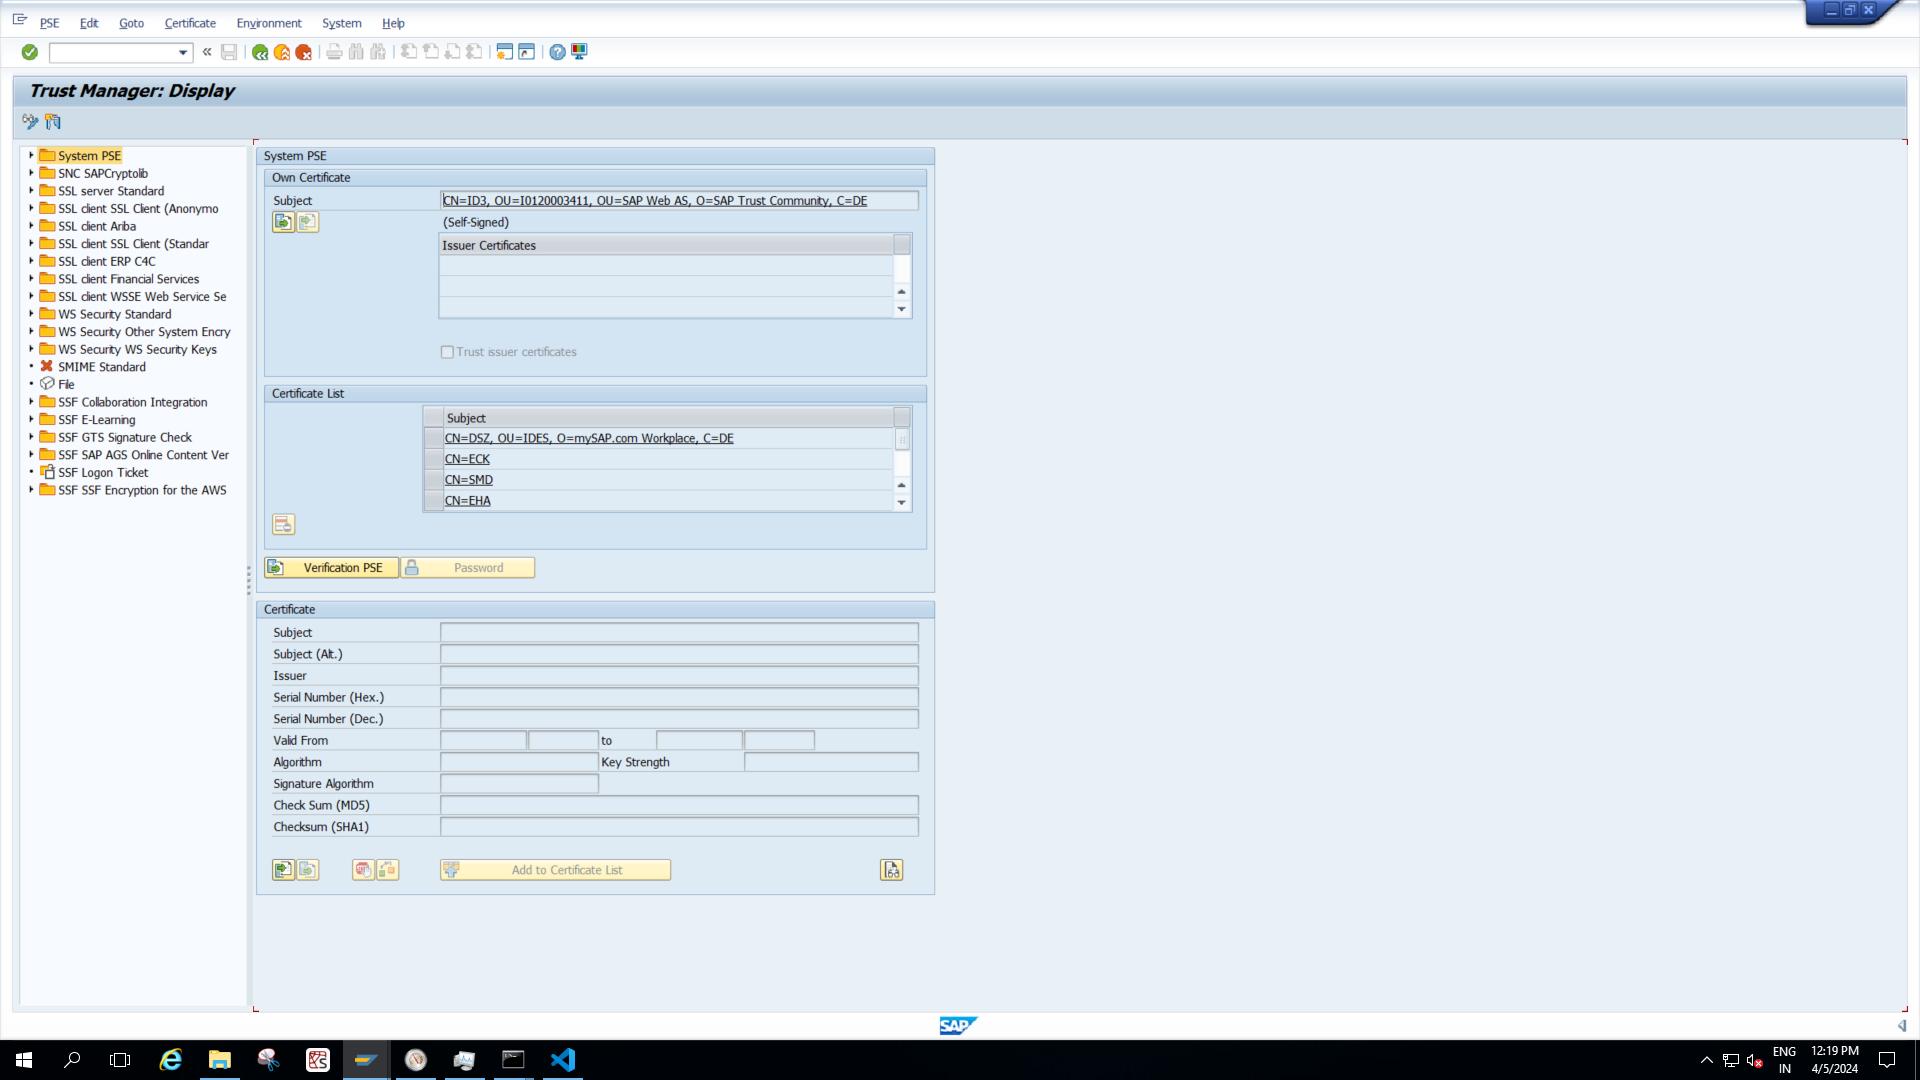 PSE Edit Goto Certificate Environment System Help
Trust Manager: Display
System PSE
SNC SAPCryptolib
SSL server Standard
SSL client SSL Client (Anonymo
SSL client Ariba
SSL client SSL Client (Standar
SSL client ERP C4C
SSL client Financial Services
SSL client WSSE Web Service Se
WS Security Standard
WS Security Other System Encry
WS Security WS Security Keys
SMIME Standard
File
SSF Collaboration Integration
SSF E-Learning
SSF GTS Signature Check
SSF SAP AGS Online Content Ver
SSF Logon Ticket
SSF SSF Encryption for the AWS
System PSE
Own Certificate
Subject CN=ID3, OU=I0120003411, OU=SAP Web AS, O=SAP Trust Community, C=DE
(Self-Signed)
Issuer Certificates
Trust issuer certificates
Certificate List
Subject
CN=DSZ, OU=IDES, O=mySAP.com Workplace, C=DE
CN=ECK
CN=SMD
CN=EHA
Verification PSE Password
Certificate
Subject
Subject (Alt.)
Issuer
Serial Number (Hex.)
Serial Number (Dec.)
Valid From to
Algorithm Key Strength
Signature Algorithm
Check Sum (MD5)
Checksum (SHA1)
Add to Certificate List
SAP
ENG 12:19 PM
IN 4/5/2024